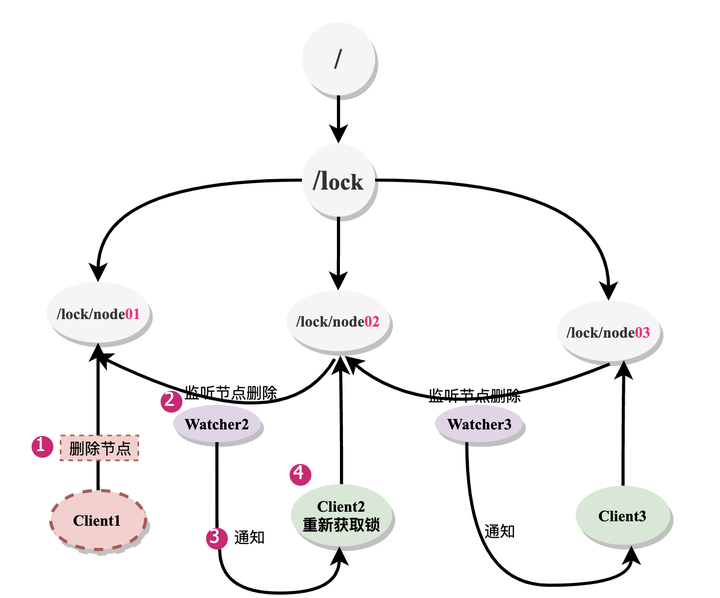 /
/lock
/lock/node01
/lock/node02
/lock/node03
2 监听节点删除
监听节点删除
Watcher2
Watcher3
1 删除节点
4
Client1
Client2
重新获取锁
Client3
3 通知
通知